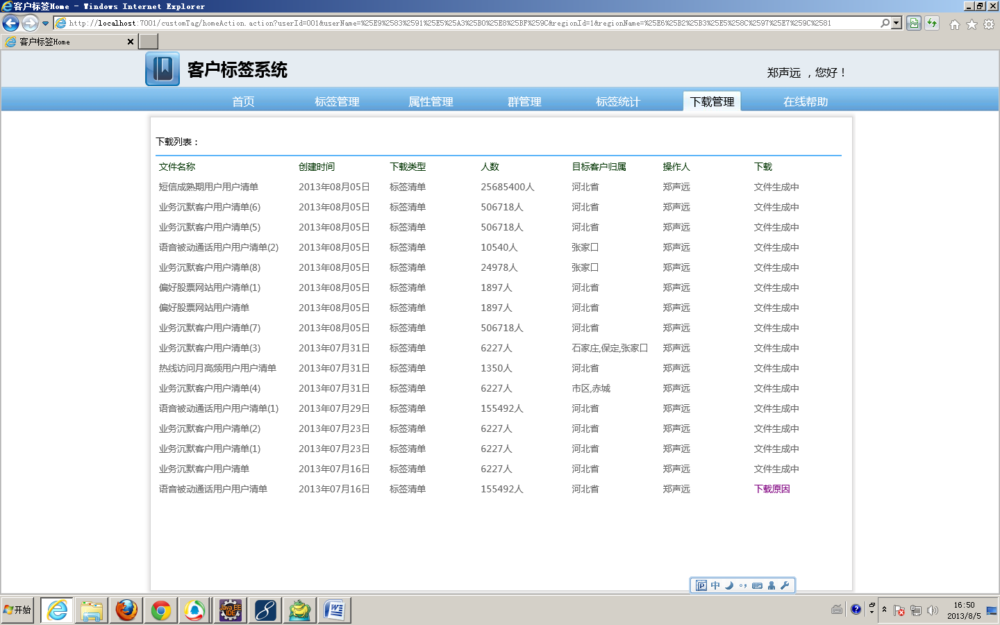 客户标签Home - Windows Internet Explorer
http://localhost:7001/customTag/homeAction.action?userId=001&userName=%25E9%2583%2591%25E5%25A3%25B0%25E8%25BF%259C&regionId=1&regionName=%25E6%25B2%25B3%25E5%258C%2597%25E7%259C%2581
客户标签Home
客户标签系统
郑声远 ，您好！
首页 标签管理 属性管理 群管理 标签统计 下载管理 在线帮助
下载列表：
文件名称 创建时间 下载类型 人数 目标客户归属 操作人 下载
短信成熟期用户用户清单 2013年08月05日 标签清单 25685400人 河北省 郑声远 文件生成中
业务沉默客户用户清单(6) 2013年08月05日 标签清单 506718人 河北省 郑声远 文件生成中
业务沉默客户用户清单(5) 2013年08月05日 标签清单 506718人 河北省 郑声远 文件生成中
语音被动通话用户用户清单(2) 2013年08月05日 标签清单 10540人 张家口 郑声远 文件生成中
业务沉默客户用户清单(8) 2013年08月05日 标签清单 24978人 张家口 郑声远 文件生成中
偏好股票网站用户清单(1) 2013年08月05日 标签清单 1897人 河北省 郑声远 文件生成中
偏好股票网站用户清单 2013年08月05日 标签清单 1897人 河北省 郑声远 文件生成中
业务沉默客户用户清单(7) 2013年08月05日 标签清单 506718人 河北省 郑声远 文件生成中
业务沉默客户用户清单(3) 2013年07月31日 标签清单 6227人 石家庄,保定,张家口 郑声远 文件生成中
热线访问月高频用户用户清单 2013年07月31日 标签清单 1350人 河北省 郑声远 文件生成中
业务沉默客户用户清单(4) 2013年07月31日 标签清单 6227人 市区,赤城 郑声远 文件生成中
语音被动通话用户用户清单(1) 2013年07月29日 标签清单 155492人 河北省 郑声远 文件生成中
业务沉默客户用户清单(2) 2013年07月23日 标签清单 6227人 河北省 郑声远 文件生成中
业务沉默客户用户清单(1) 2013年07月23日 标签清单 6227人 河北省 郑声远 文件生成中
业务沉默客户用户清单 2013年07月16日 标签清单 6227人 河北省 郑声远 文件生成中
语音被动通话用户用户清单 2013年07月16日 标签清单 155492人 河北省 郑声远 下载原因
中
开始
Java EE
IDE
16:50
2013/8/5